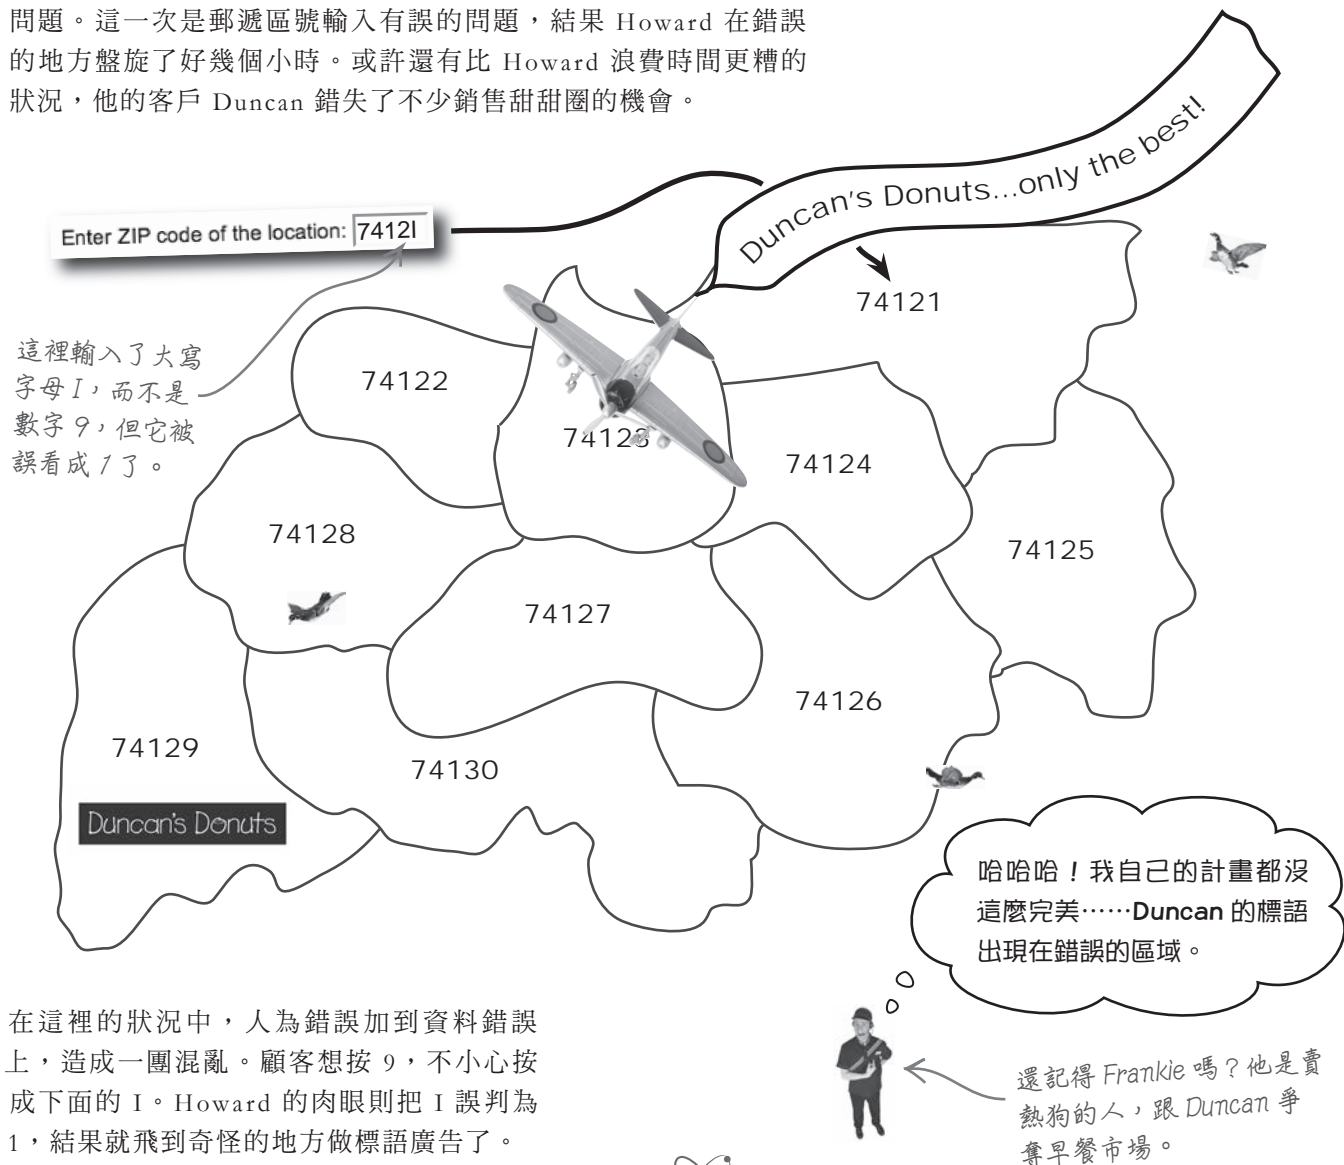 問題。這一次是郵遞區號輸入有誤的問題，結果 Howard 在錯誤
的地方盤旋了好幾個小時。或許還有比 Howard 浪費時間更糟的
狀況，他的客戶 Duncan 錯失了不少銷售甜甜圈的機會。
Duncan's Donuts...only the best!
Enter ZIP code of the location: 7412I
這裡輸入了大寫
字母 I，而不是
數字 9，但它被
誤看成 1 了。
74121
74122
74123
74124
74128
74125
74127
74126
74129
74130
Duncan's Donuts
哈哈哈！我自己的計畫都沒
這麼完美……Duncan 的標語
出現在錯誤的區域。
在這裡的狀況中，人為錯誤加到資料錯誤
上，造成一團混亂。顧客想按 9，不小心按
成下面的 I。Howard 的肉眼則把 I 誤判為
1，結果就飛到奇怪的地方做標語廣告了。
還記得 Frankie 嗎？他是賣
熱狗的人，跟 Duncan 爭
奪早餐市場。